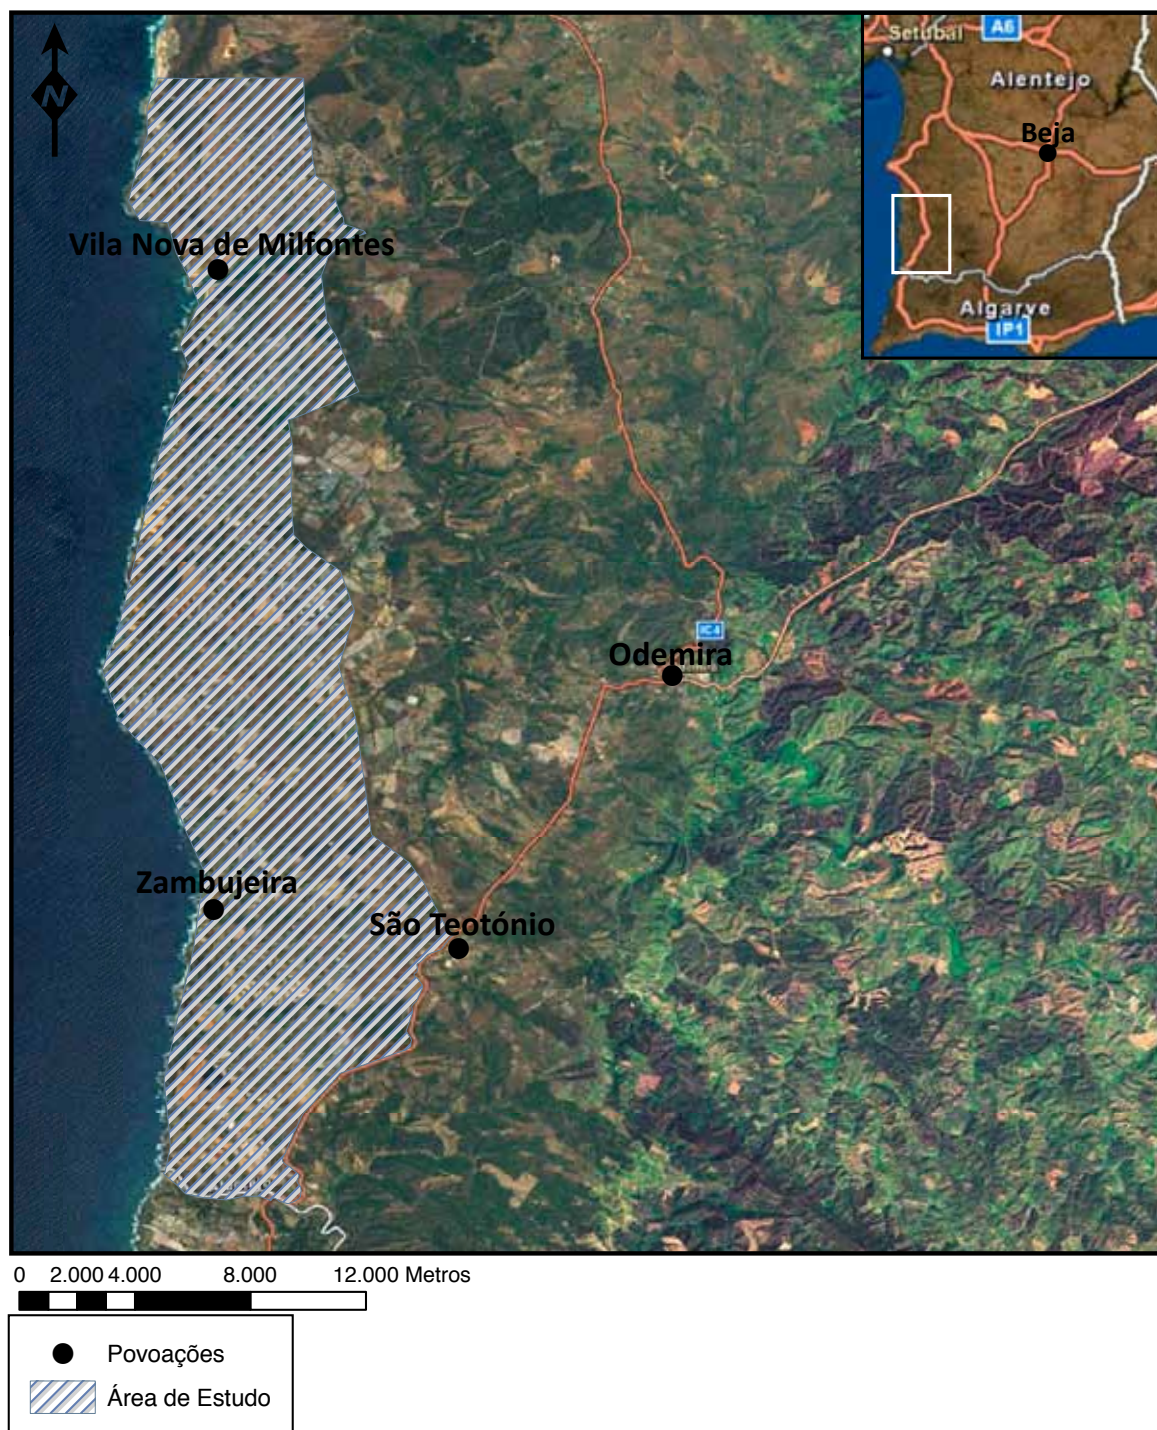 N
Setubal
A6
Alentejo
Beja
Algarve
IP1
Vila Nova de Milfontes
IC4
Odemira
Zambujeira
São Teotónio
0 2.000 4.000 8.000 12.000 Metros
Povoações
Área de Estudo